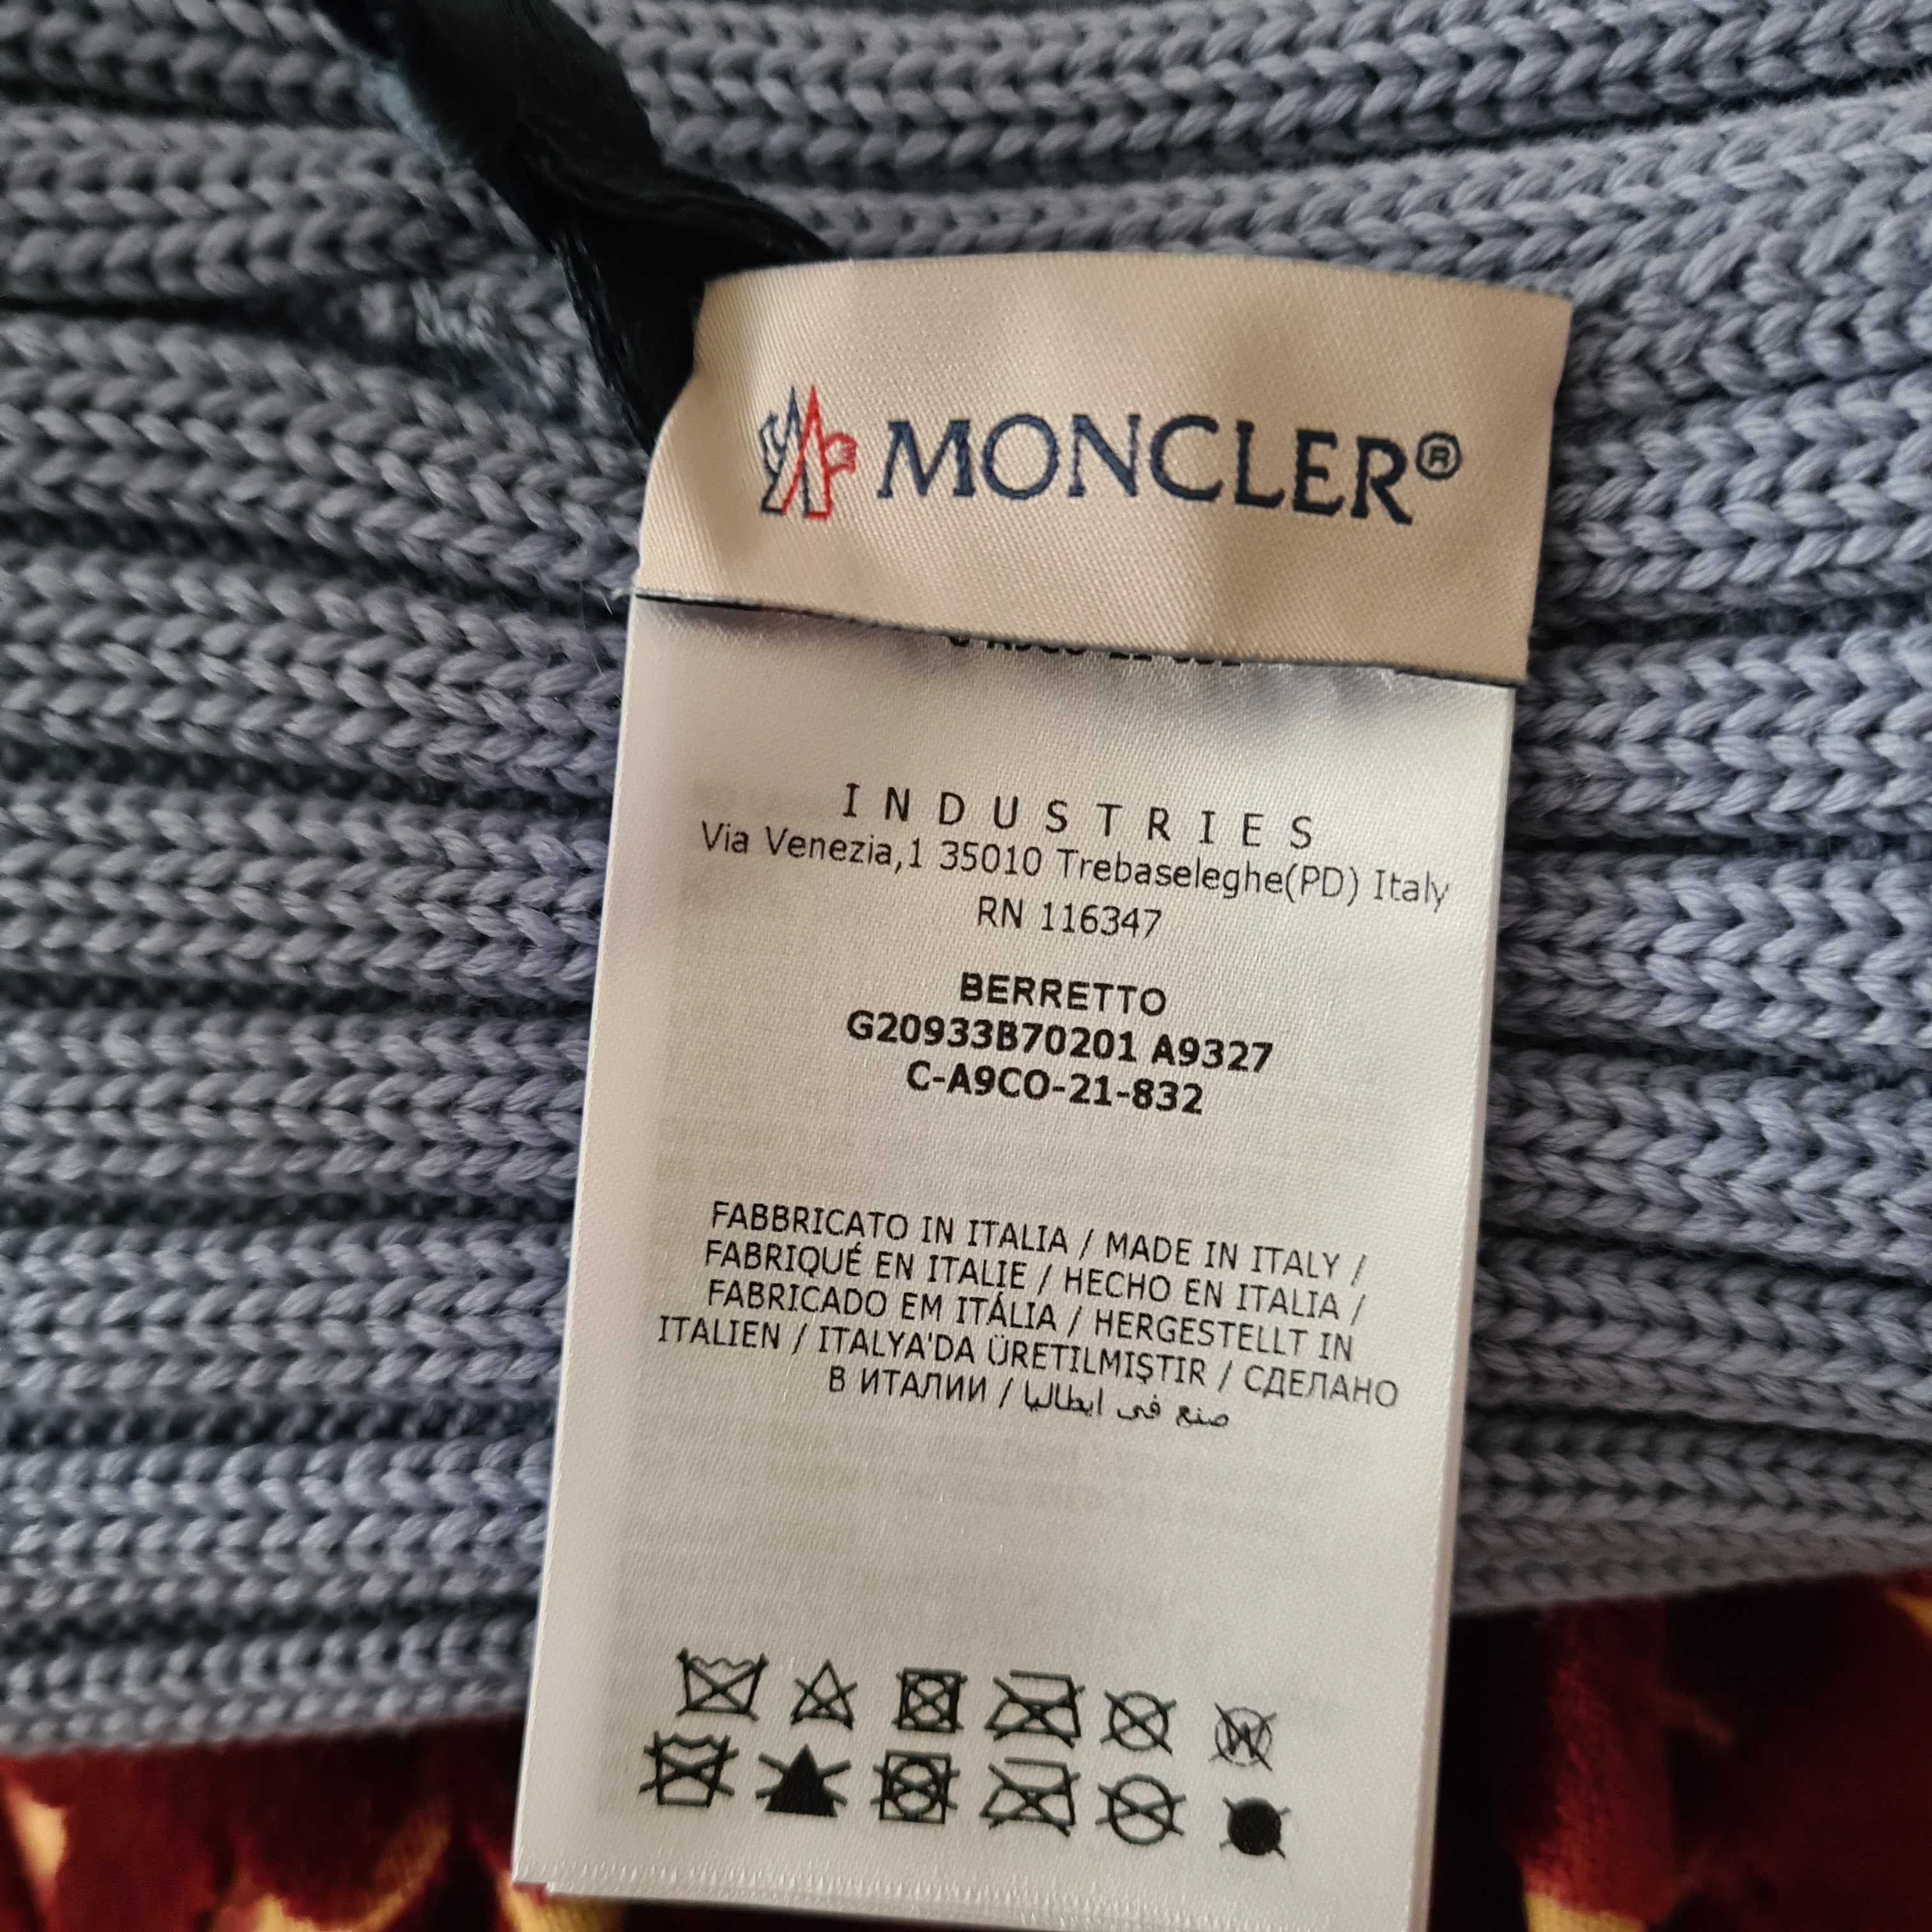 MONCLER®
INDUSTRIES
Via Venezia,1 35010 Trebaseleghe(PD) Italy
RN 116347
BERRETTO
G20933B70201 A9327
C-A9CO-21-832
FABBRICATO IN ITALIA / MADE IN ITALY /
FABRIQUÉ EN ITALIE / HECHO EN ITALIA /
FABRICADO EM ITÁLIA / HERGESTELLT IN
ITALIEN / ITALYA'DA ÜRETILMIŞTIR / СДЕЛАНО
В ИТАЛИИ / صنع في ايطاليا
W